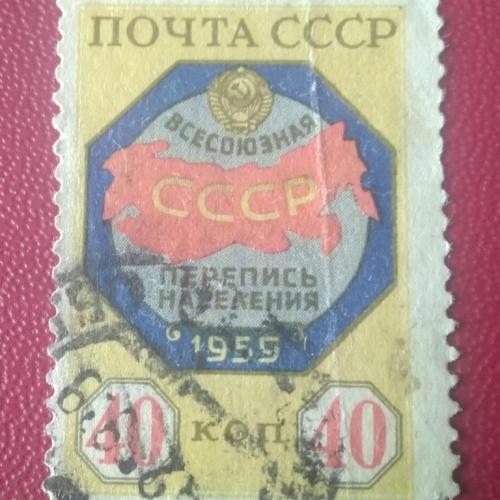 ПОЧТА СССР
ВСЕСОЮЗНАЯ
СССР
ПЕРЕПИСЬ
НАСЕЛЕНИЯ
1959
40 КОП. 40